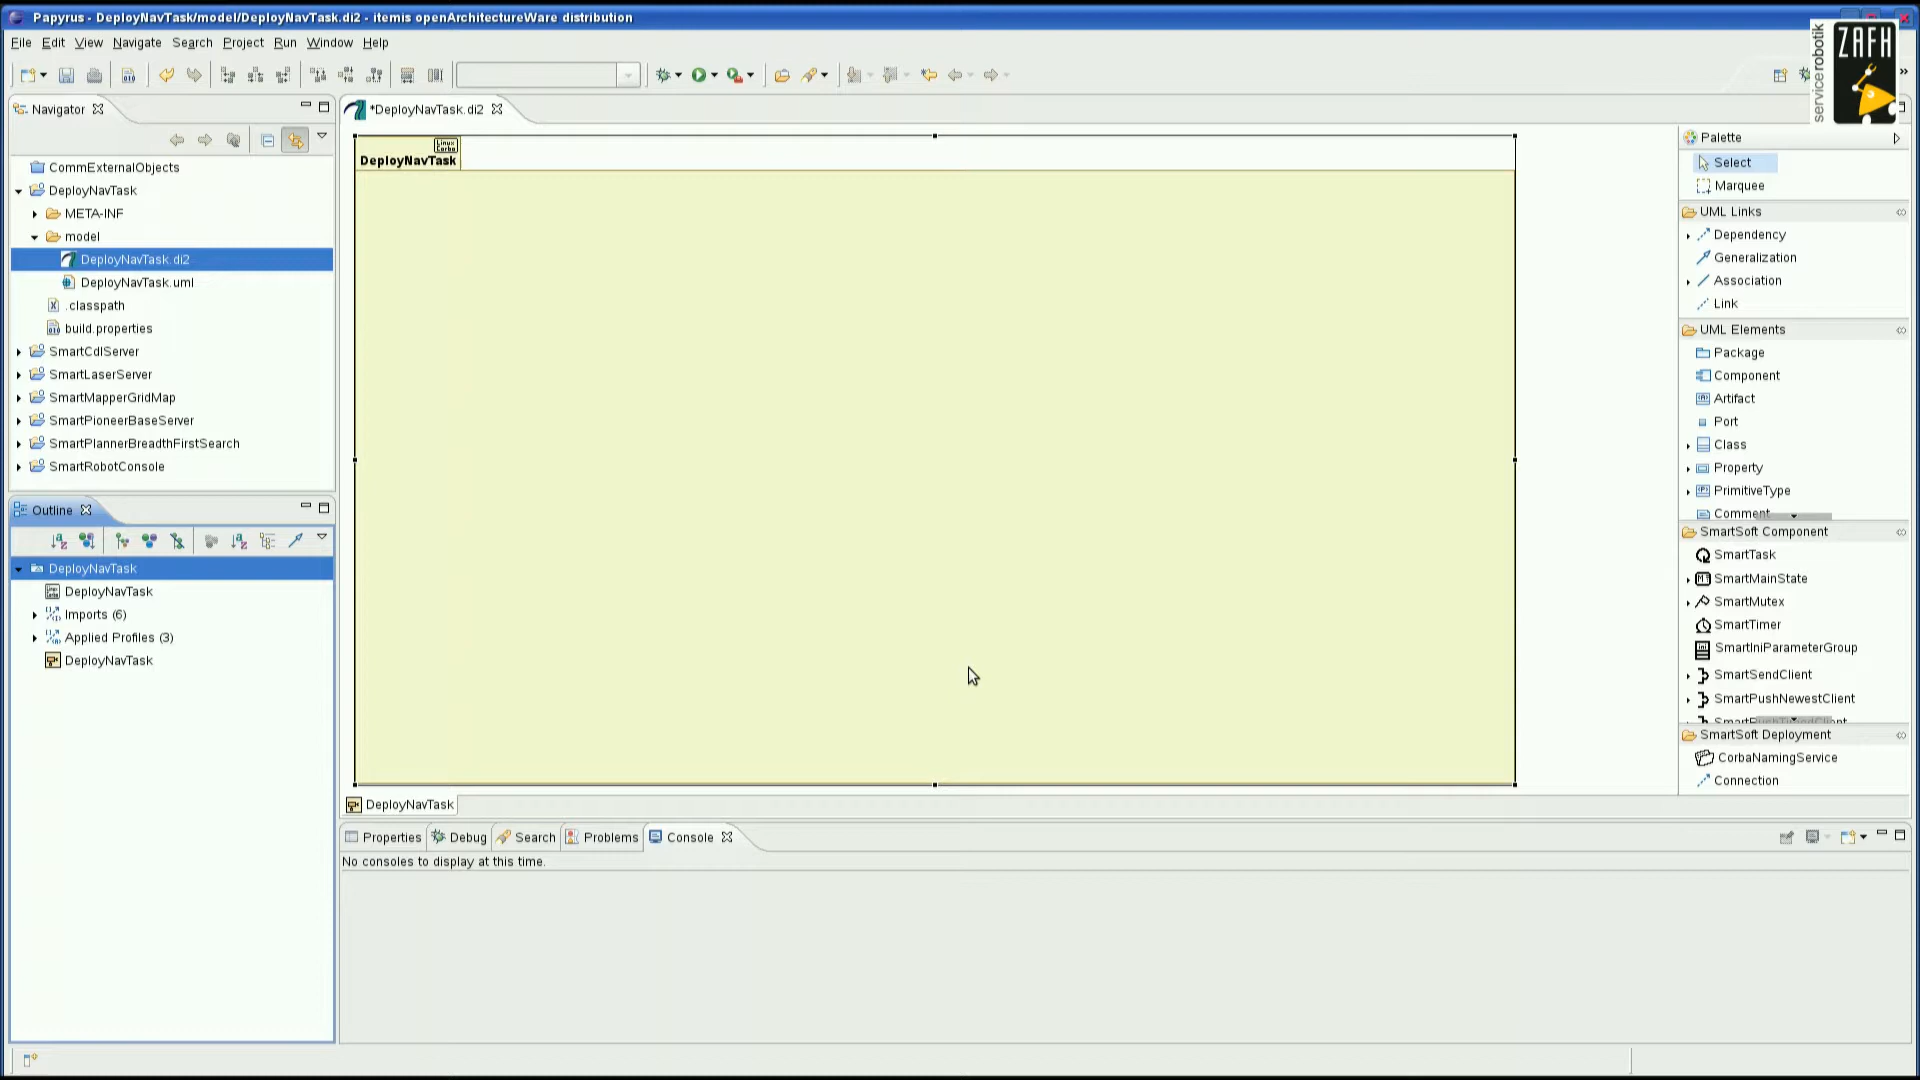 Papyrus - DeployNavTask/model/DeployNavTask.di2 - itemis openArchitectureWare distribution
File Edit View Navigate Search Project Run Window Help
servicerobotik
ZAFH
Navigator
*DeployNavTask.di2
CommExternalObjects
DeployNavTask
META-INF
model
DeployNavTask.di2
DeployNavTask.uml
.classpath
build.properties
SmartCdlServer
SmartLaserServer
SmartMapperGridMap
SmartPioneerBaseServer
SmartPlannerBreadthFirstSearch
SmartRobotConsole
Outline
DeployNavTask
DeployNavTask
Imports (6)
Applied Profiles (3)
DeployNavTask
Linux
Corba
DeployNavTask
DeployNavTask
Palette
Select
Marquee
UML Links
Dependency
Generalization
Association
Link
UML Elements
Package
Component
Artifact
Port
Class
Property
PrimitiveType
Comment
SmartSoft Component
SmartTask
SmartMainState
SmartMutex
SmartTimer
SmartIniParameterGroup
SmartSendClient
SmartPushNewestClient
SmartPushTimedClient
SmartSoft Deployment
CorbaNamingService
Connection
Properties Debug Search Problems Console
No consoles to display at this time.